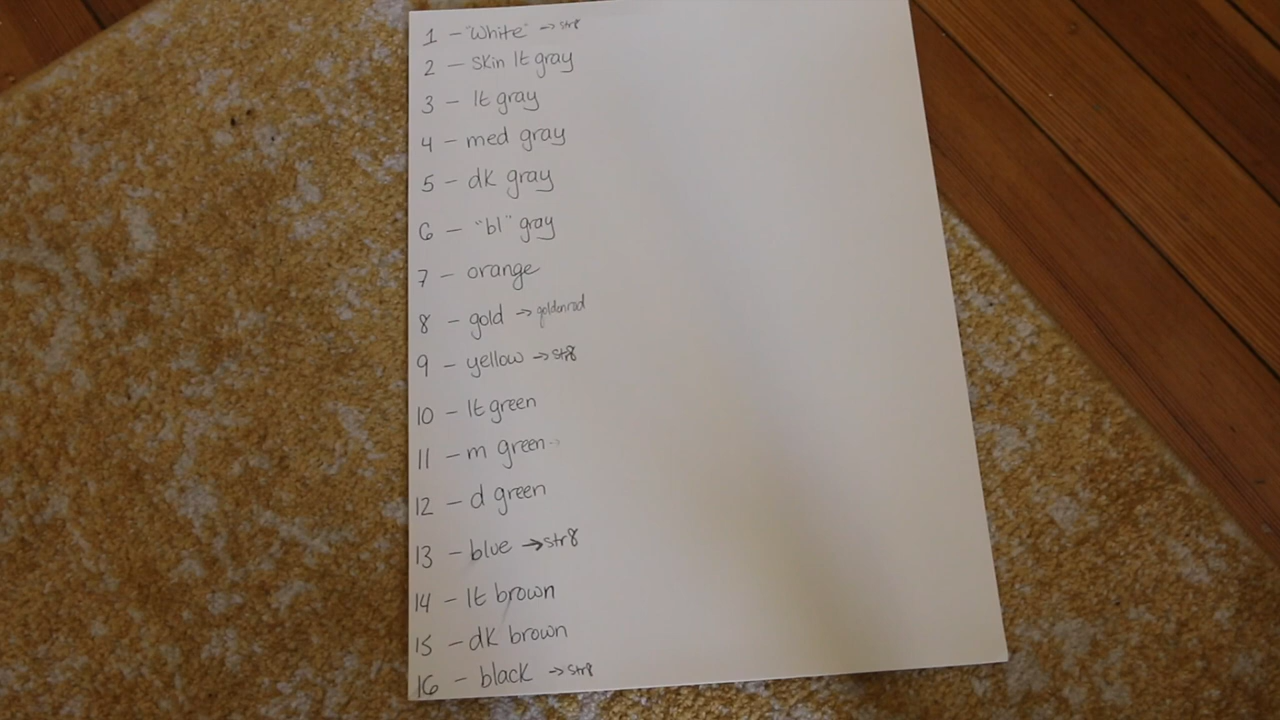 1 - "White" → str8
2 - skin lt gray
3 - lt gray
4 - med gray
5 - dk gray
6 - "bl" gray
7 - orange
8 - gold → goldenrod
9 - yellow → str8
10 - lt green
11 - m green
12 - d green
13 - blue → str8
14 - lt brown
15 - dk brown
16 - black → str8